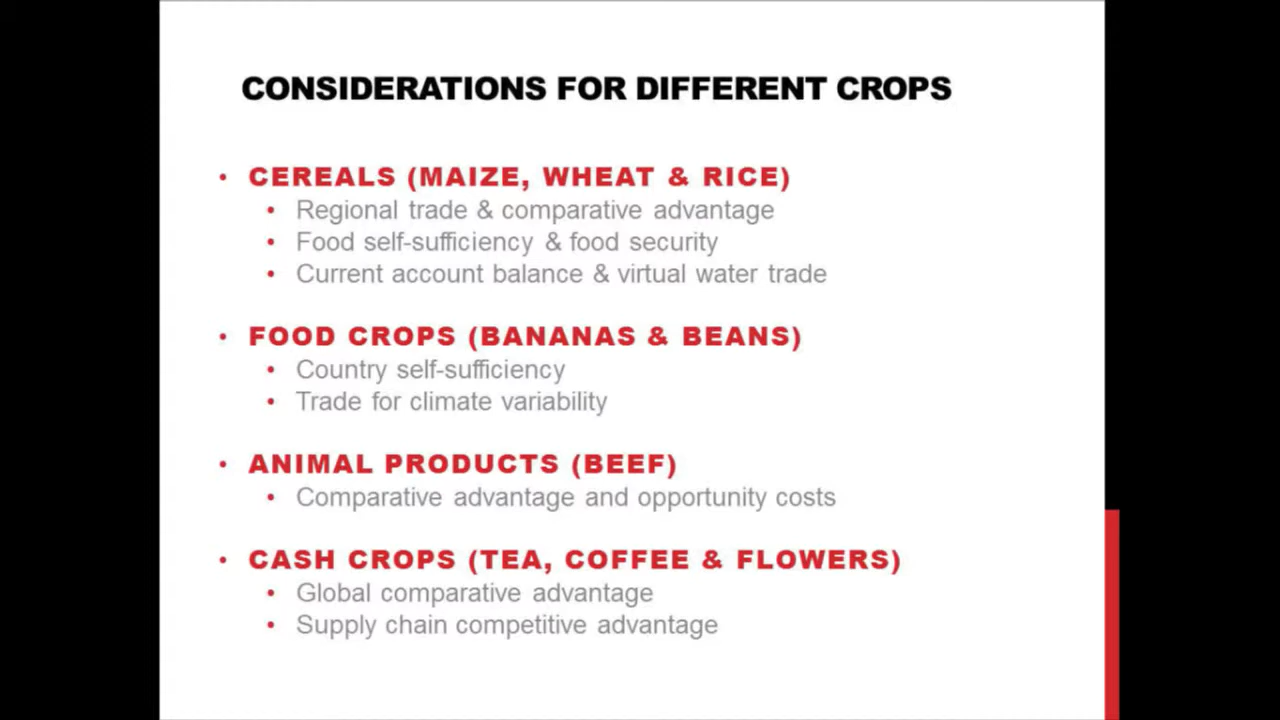 CONSIDERATIONS FOR DIFFERENT CROPS
• CEREALS (MAIZE, WHEAT & RICE)
• Regional trade & comparative advantage
• Food self-sufficiency & food security
• Current account balance & virtual water trade
• FOOD CROPS (BANANAS & BEANS)
• Country self-sufficiency
• Trade for climate variability
• ANIMAL PRODUCTS (BEEF)
• Comparative advantage and opportunity costs
• CASH CROPS (TEA, COFFEE & FLOWERS)
• Global comparative advantage
• Supply chain competitive advantage